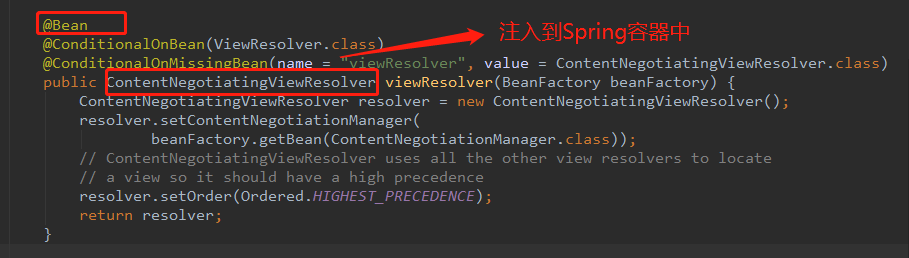 @Bean
@ConditionalOnBean(ViewResolver.class)
注入到Spring容器中
@ConditionalOnMissingBean(name = "viewResolver", value = ContentNegotiatingViewResolver.class)
public ContentNegotiatingViewResolver viewResolver(BeanFactory beanFactory) {
ContentNegotiatingViewResolver resolver = new ContentNegotiatingViewResolver();
resolver.setContentNegotiationManager(
beanFactory.getBean(ContentNegotiationManager.class));
// ContentNegotiatingViewResolver uses all the other view resolvers to locate
// a view so it should have a high precedence
resolver.setOrder(Ordered.HIGHEST_PRECEDENCE);
return resolver;
}